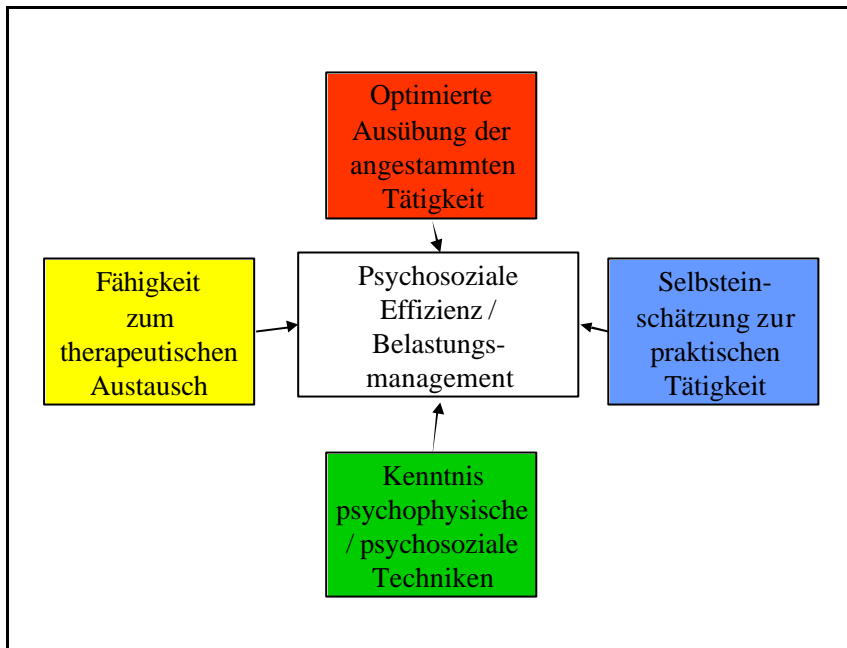 Optimierte
Ausübung der
angestammten
Tätigkeit
Fähigkeit
zum
therapeutischen
Austausch
Psychosoziale
Effizienz /
Belastungs-
management
Selbstein-
schätzung zur
praktischen
Tätigkeit
Kenntnis
psychophysische
/ psychosoziale
Techniken